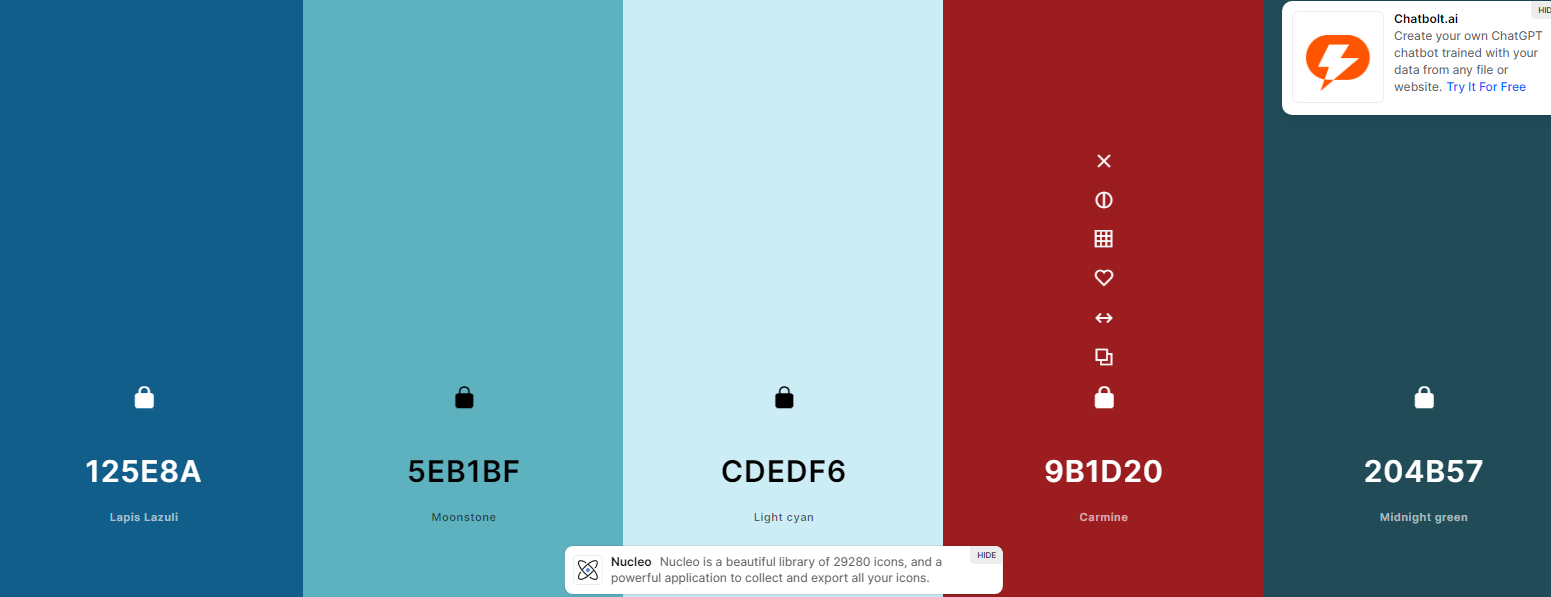 Chatbolt.ai
Create your own ChatGPT
chatbot trained with your
data from any file or
website. Try It For Free
125E8A
5EB1BF
CDEDF6
9B1D20
204B57
Lapis Lazuli
Moonstone
Light cyan
Carmine
Midnight green
Nucleo Nucleo is a beautiful library of 29280 icons, and a
powerful application to collect and export all your icons.
HIDE